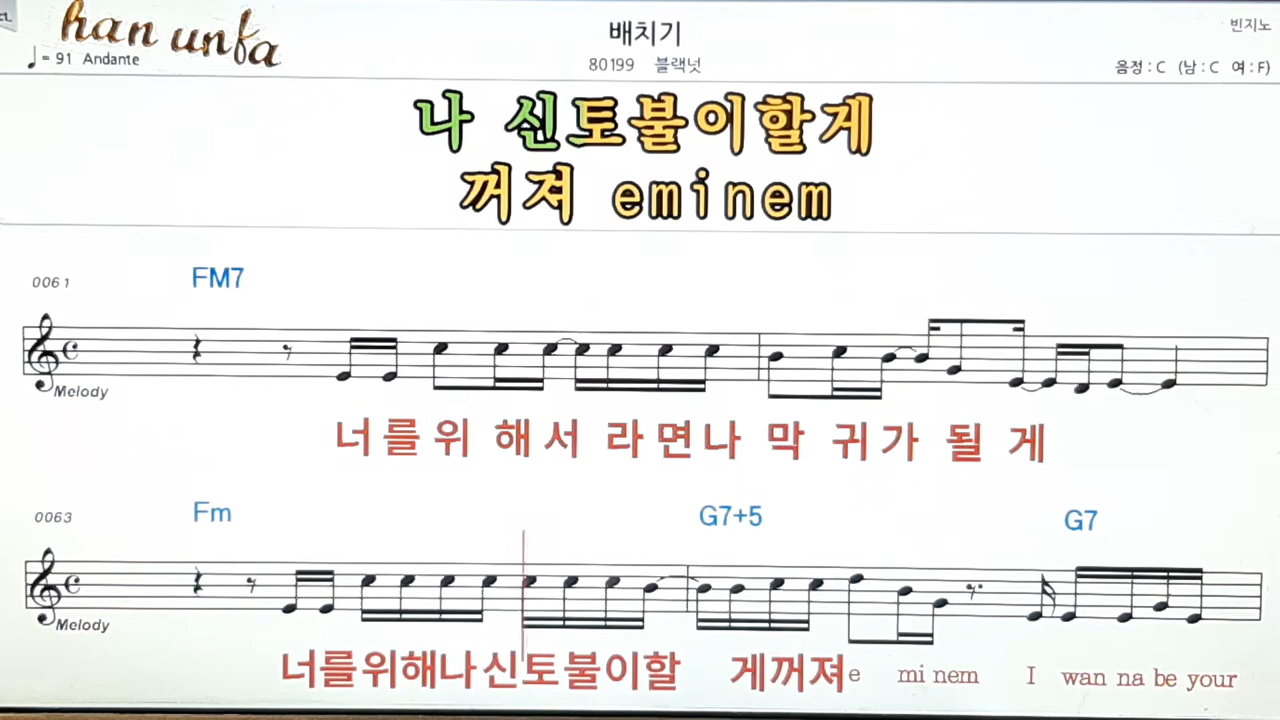 han unfa
♩= 91 Andante
배치기
80199 블랙넛
빈지노
음정 : C (남 : C 여 : F)
나 신토불이할게
꺼져 eminem
0061
FM7
Melody
너 를 위 해 서 라 면 나 막 귀 가 될 게
0063
Fm G7+5 G7
Melody
너를위해나신토불이할 게꺼져e mi nem I wan na be your